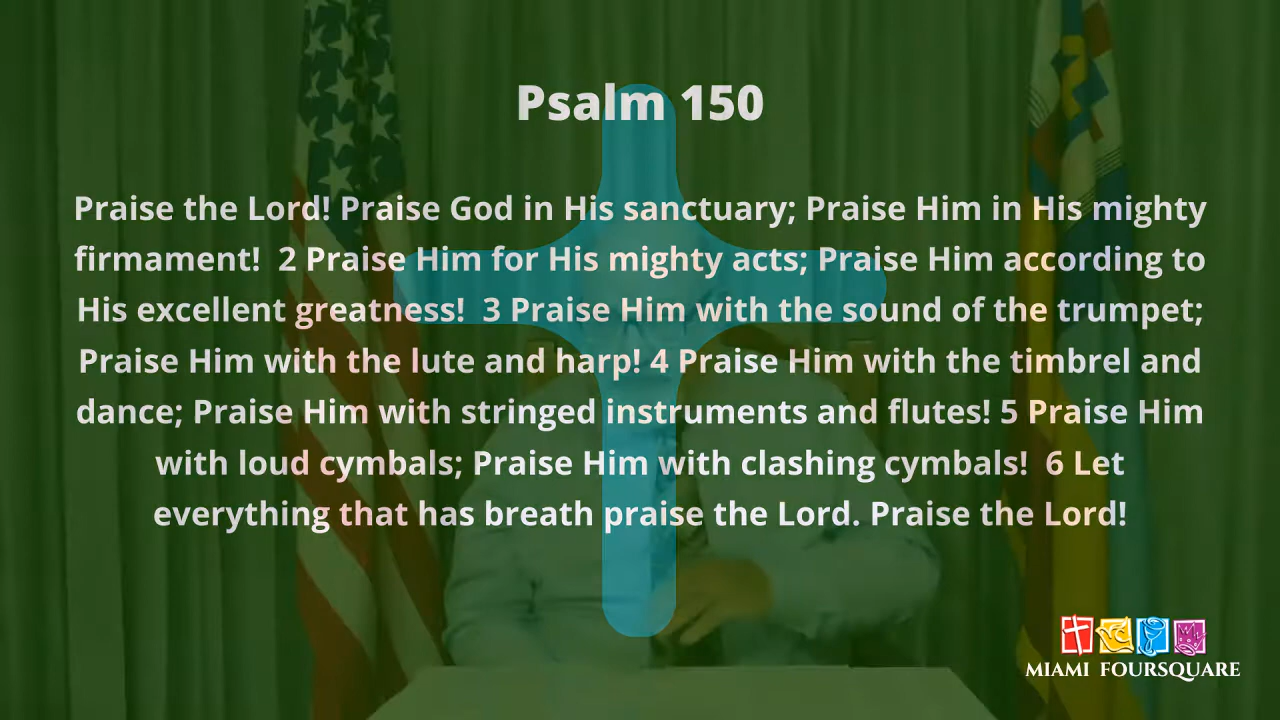 Psalm 150
Praise the Lord! Praise God in His sanctuary; Praise Him in His mighty
firmament!  2 Praise Him for His mighty acts; Praise Him according to
His excellent greatness!  3 Praise Him with the sound of the trumpet;
Praise Him with the lute and harp! 4 Praise Him with the timbrel and
dance; Praise Him with stringed instruments and flutes! 5 Praise Him
with loud cymbals; Praise Him with clashing cymbals!  6 Let
everything that has breath praise the Lord. Praise the Lord!
MIAMI FOURSQUARE